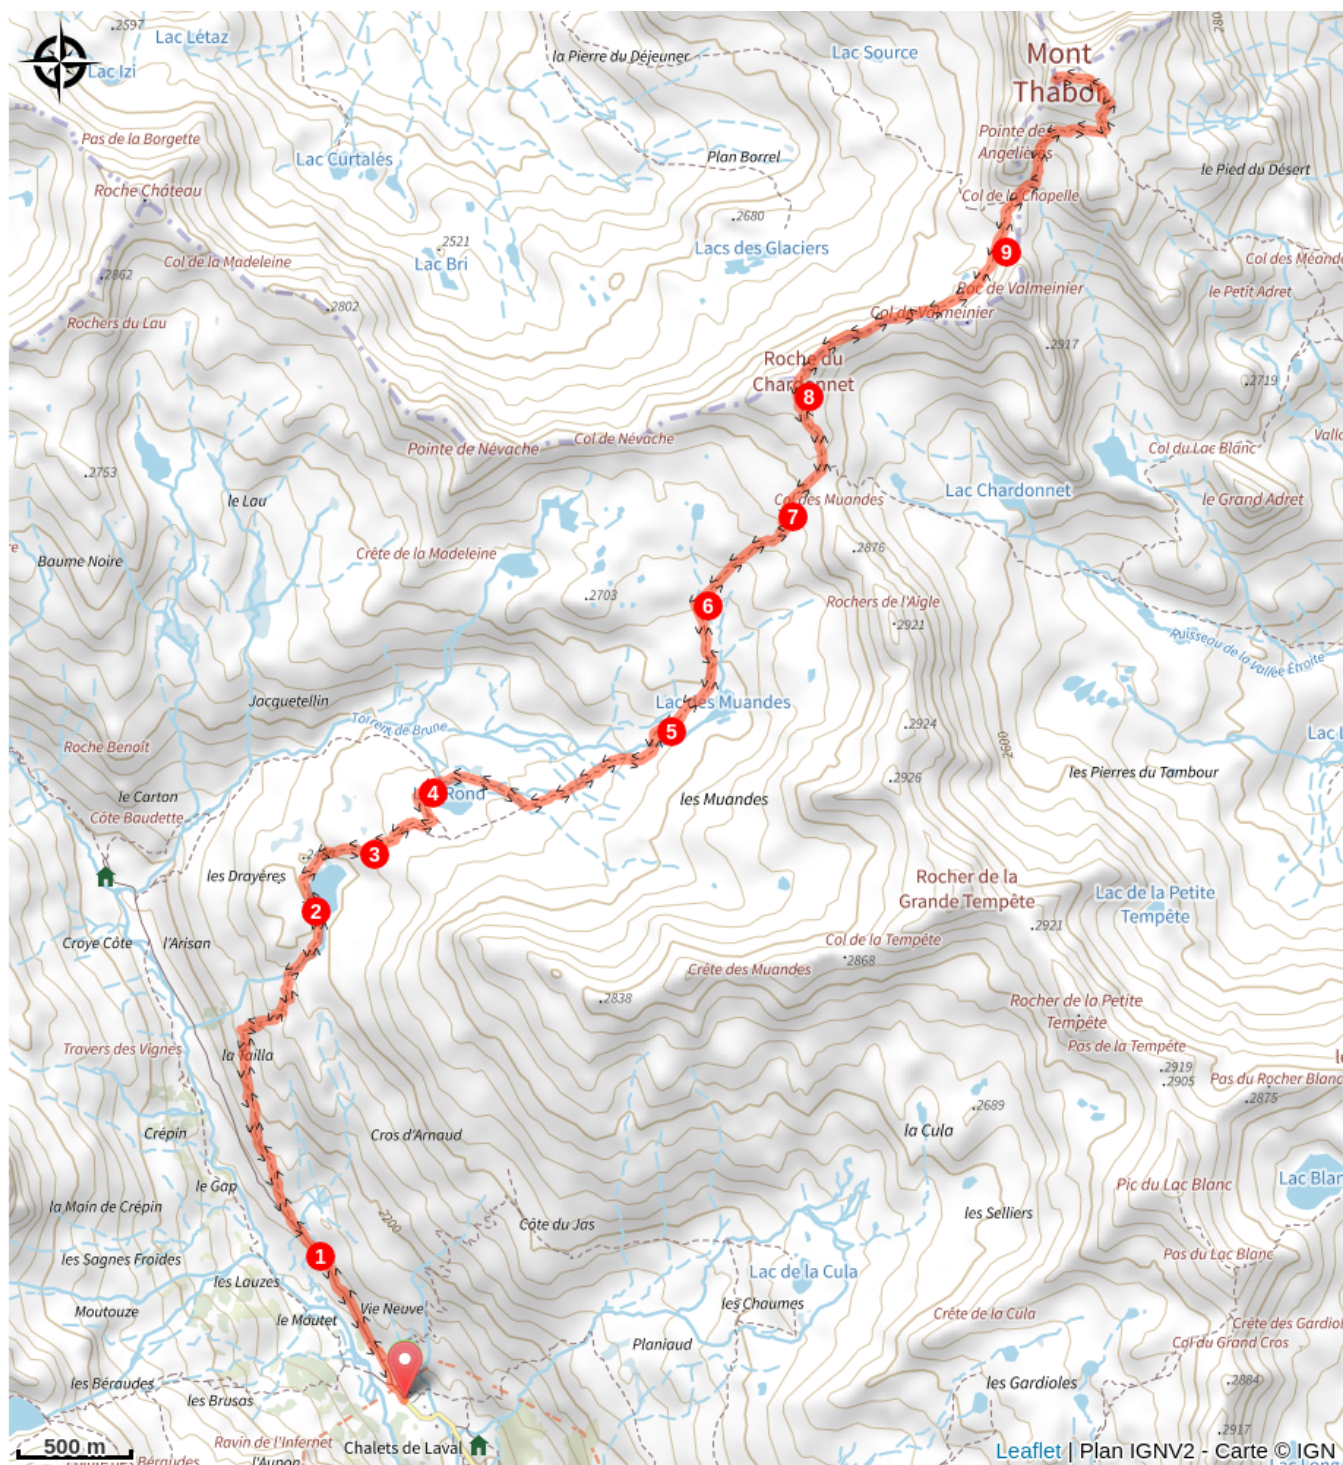 2597
Lac Létaz
la Pierre du Déjeuner
Lac Source
Mont
Thabor
Lac Izi
Pas de la Borgette
Lac Curtalés
Pointe des
Angelières
Plan Borrel
le Pied du Désert
Roche Château
Col de la Chapelle
2680
2521
Lac Bri
Lacs des Glaciers
Col de la Madeleine
9
2862
Roc de Valmeinier
le Petit Adret
2802
Col de Valmeinier
Rochers du Lau
2917
Roche du
Chardonnet
2719
8
Pointe de Névache
Col de Névache
Col du Lac Blanc
2753
le Lau
Lac Chardonnet
Col des Muandes
le Grand Adret
7
Crête de la Madeleine
2876
Baume Noire
2703
6
Rochers de l'Aigle
2921
Ruisseau de la Vallée Étroite
Jacquetellin
Lac des Muandes
Torrent de Brune
2924
5
2600
Roche Benoît
2926
les Pierres du Tambour
le Carton
4
les Muandes
Côte Baudette
3
les Drayères
Rocher de la
Grande Tempête
Lac de la Petite
Tempête
2
2921
Croye Côte
l'Arisan
Col de la Tempête
2868
Crête des Muandes
2838
Rocher de la Petite
Tempête
Travers des Vignes
la Tailla
Pas de la Tempête
2919
2905
Pas du Rocher Blanc
2875
2689
Crépin
Cros d'Arnaud
la Cula
le Gap
Pic du Lac Blanc
la Main de Crépin
2200
Côte du Jas
les Selliers
1
les Sagnes Froides
Pas du Lac Blanc
les Lauzes
Lac de la Cula
Moutouze
Vie Neuve
les Chaumes
le Moutet
Crête de la Cula
Planiaud
Col du Grand Cros
les Béraudes
les Brusas
les Gardioles
2884
2917
500 m
Ravin de l'Infernet
Chalets de Laval
Leaflet | Plan IGNV2 - Carte © IGN